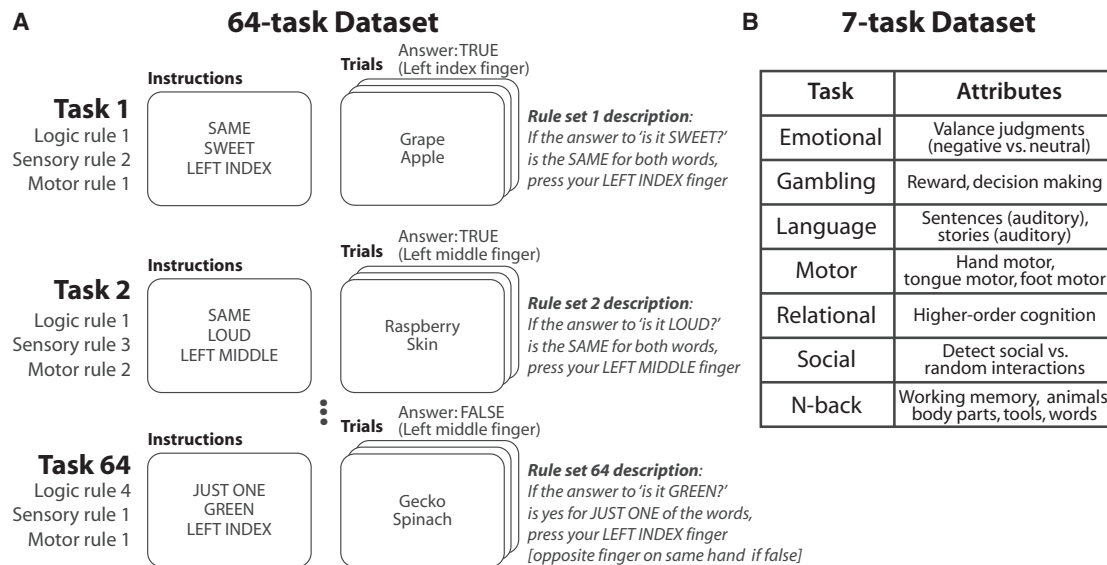 A
64-task Dataset
Instructions
Task 1
Logic rule 1
Sensory rule 2
Motor rule 1
SAME
SWEET
LEFT INDEX
Trials
Answer: TRUE
(Left index finger)
Grape
Apple
Rule set 1 description:
If the answer to 'is it SWEET?'
is the SAME for both words,
press your LEFT INDEX finger
Instructions
Task 2
Logic rule 1
Sensory rule 3
Motor rule 2
SAME
LOUD
LEFT MIDDLE
Trials
Answer: TRUE
(Left middle finger)
Raspberry
Skin
Rule set 2 description:
If the answer to 'is it LOUD?'
is the SAME for both words,
press your LEFT MIDDLE finger
Instructions
Task 64
Logic rule 4
Sensory rule 1
Motor rule 1
JUST ONE
GREEN
LEFT INDEX
Trials
Answer: FALSE
(Left middle finger)
Gecko
Spinach
Rule set 64 description:
If the answer to 'is it GREEN?'
is yes for JUST ONE of the words,
press your LEFT INDEX finger
[opposite finger on same hand if false]
B
7-task Dataset
Task Attributes
Emotional
Valance judgments
(negative vs. neutral)
Gambling
Reward, decision making
Language
Sentences (auditory),
stories (auditory)
Motor
Hand motor,
tongue motor, foot motor
Relational
Higher-order cognition
Social
Detect social vs.
random interactions
N-back
Working memory, animals
body parts, tools, words